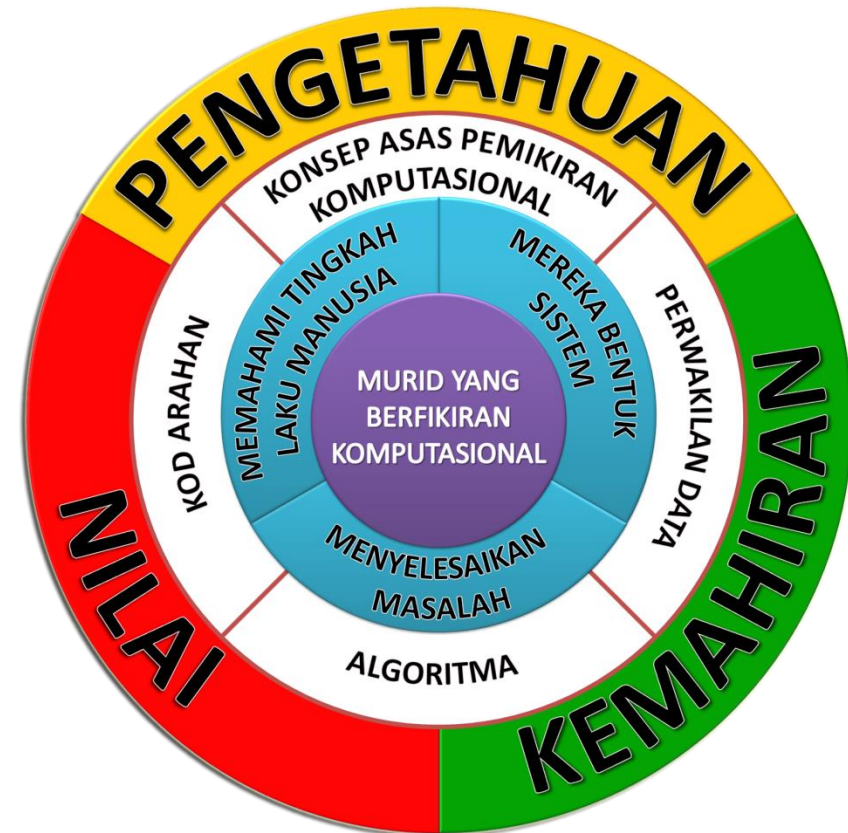 PENGETAHUAN
KONSEP ASAS PEMIKIRAN
KOMPUTASIONAL
MEMAHAMI TINGKAH
LAKU MANUSIA
MEREKA BENTUK
SISTEM
KOD ARAHAN
PERWAKILAN DATA
MURID YANG
BERFIKIRAN
KOMPUTASIONAL
MENYELESAIKAN
MASALAH
ALGORITMA
NILAI
KEMAHIRAN